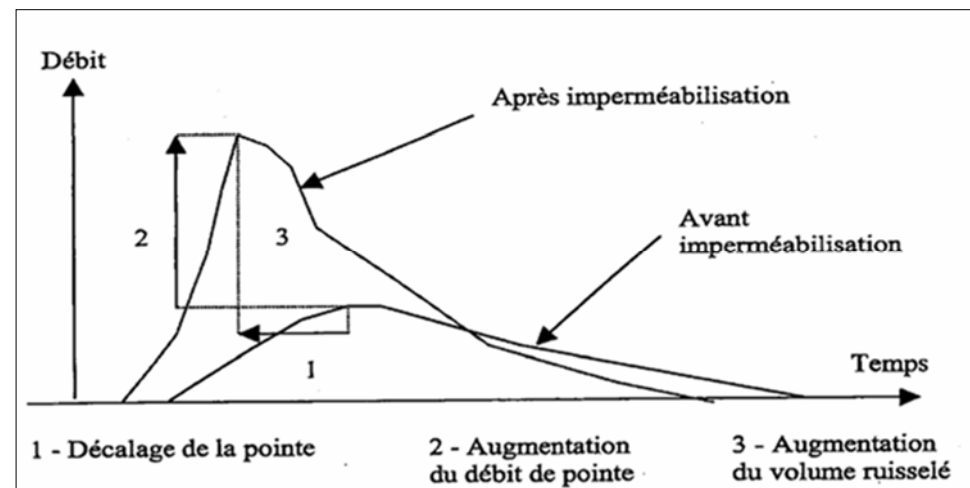 Débit
Après imperméabilisation
Avant
imperméabilisation
2
3
1
Temps
1 - Décalage de la pointe
2 - Augmentation
du débit de pointe
3 - Augmentation
du volume ruisselé